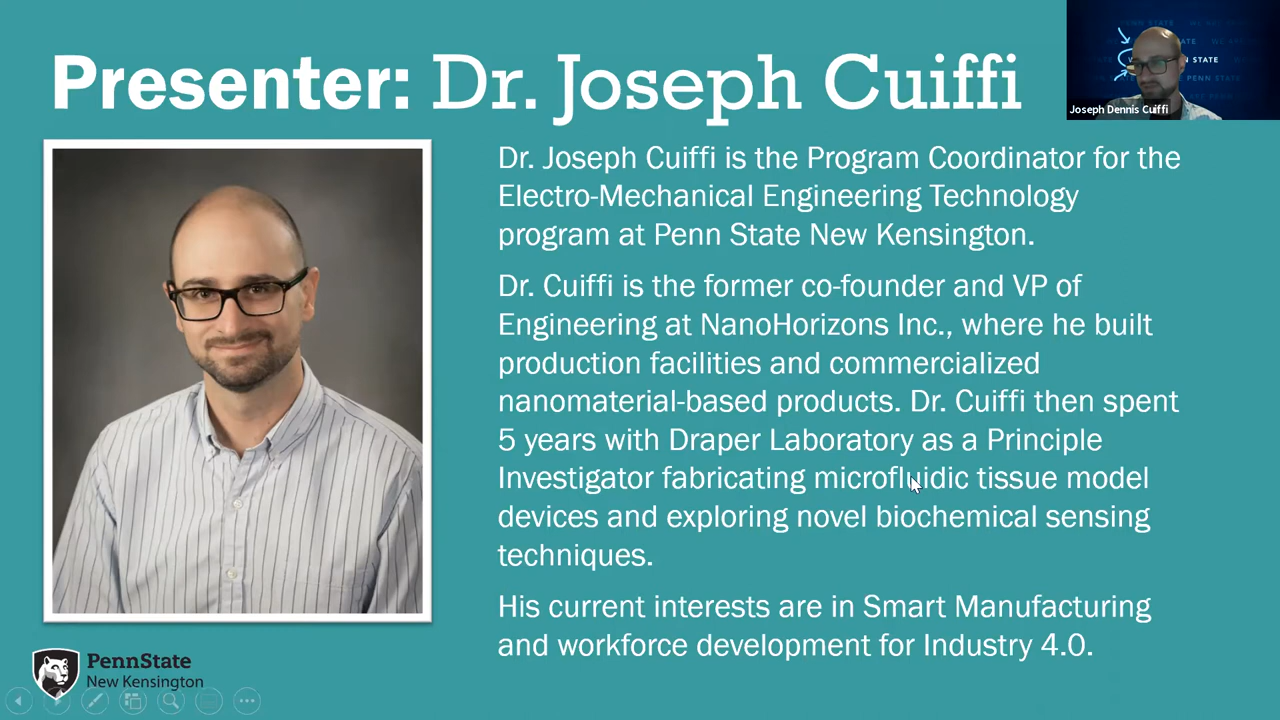 Presenter: Dr. Joseph Cuiffi
STATE
Joseph Dennis Cuiffi
Dr. Joseph Cuiffi is the Program Coordinator for the
Electro-Mechanical Engineering Technology
program at Penn State New Kensington.
Dr. Cuiffi is the former co-founder and VP of
Engineering at NanoHorizons Inc., where he built
production facilities and commercialized
nanomaterial-based products. Dr. Cuiffi then spent
5 years with Draper Laboratory as a Principle
Investigator fabricating microfluidic tissue model
devices and exploring novel biochemical sensing
techniques.
His current interests are in Smart Manufacturing
and workforce development for Industry 4.0.
PennState
New Kensington